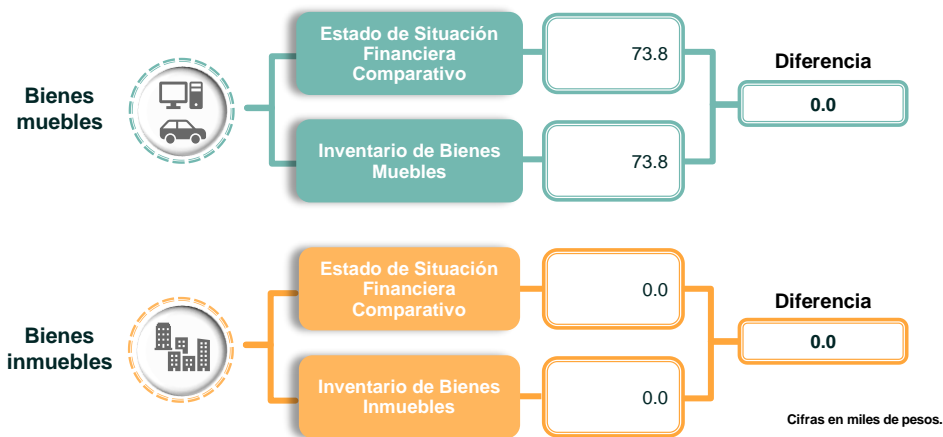 Bienes
muebles
Estado de Situación
Financiera
Comparativo
73.8
Inventario de Bienes
Muebles
73.8
Diferencia
0.0
Bienes
inmuebles
Estado de Situación
Financiera
Comparativo
0.0
Inventario de Bienes
Inmuebles
0.0
Diferencia
0.0
Cifras en miles de pesos.